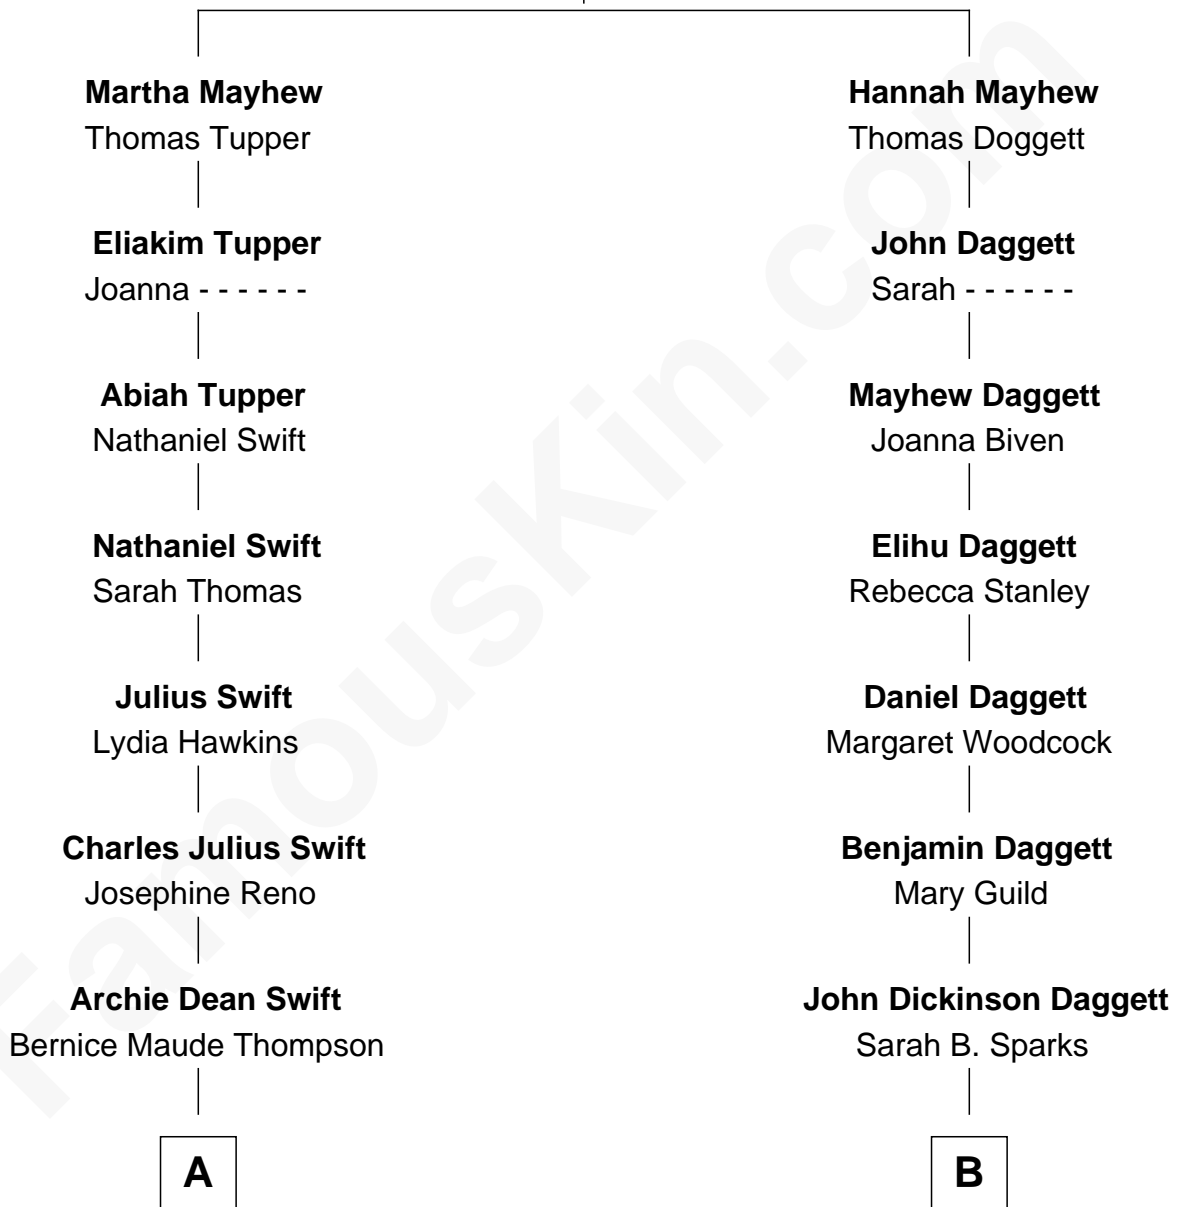 Martha Mayhew
Thomas Tupper
Hannah Mayhew
Thomas Doggett
Eliakim Tupper
Joanna - - - - - -
John Daggett
Sarah - - - - - -
Abiah Tupper
Nathaniel Swift
Mayhew Daggett
Joanna Biven
Nathaniel Swift
Sarah Thomas
Elihu Daggett
Rebecca Stanley
Julius Swift
Lydia Hawkins
Daniel Daggett
Margaret Woodcock
Charles Julius Swift
Josephine Reno
Benjamin Daggett
Mary Guild
Archie Dean Swift
Bernice Maude Thompson
John Dickinson Daggett
Sarah B. Sparks
A
B
FamousKin.com